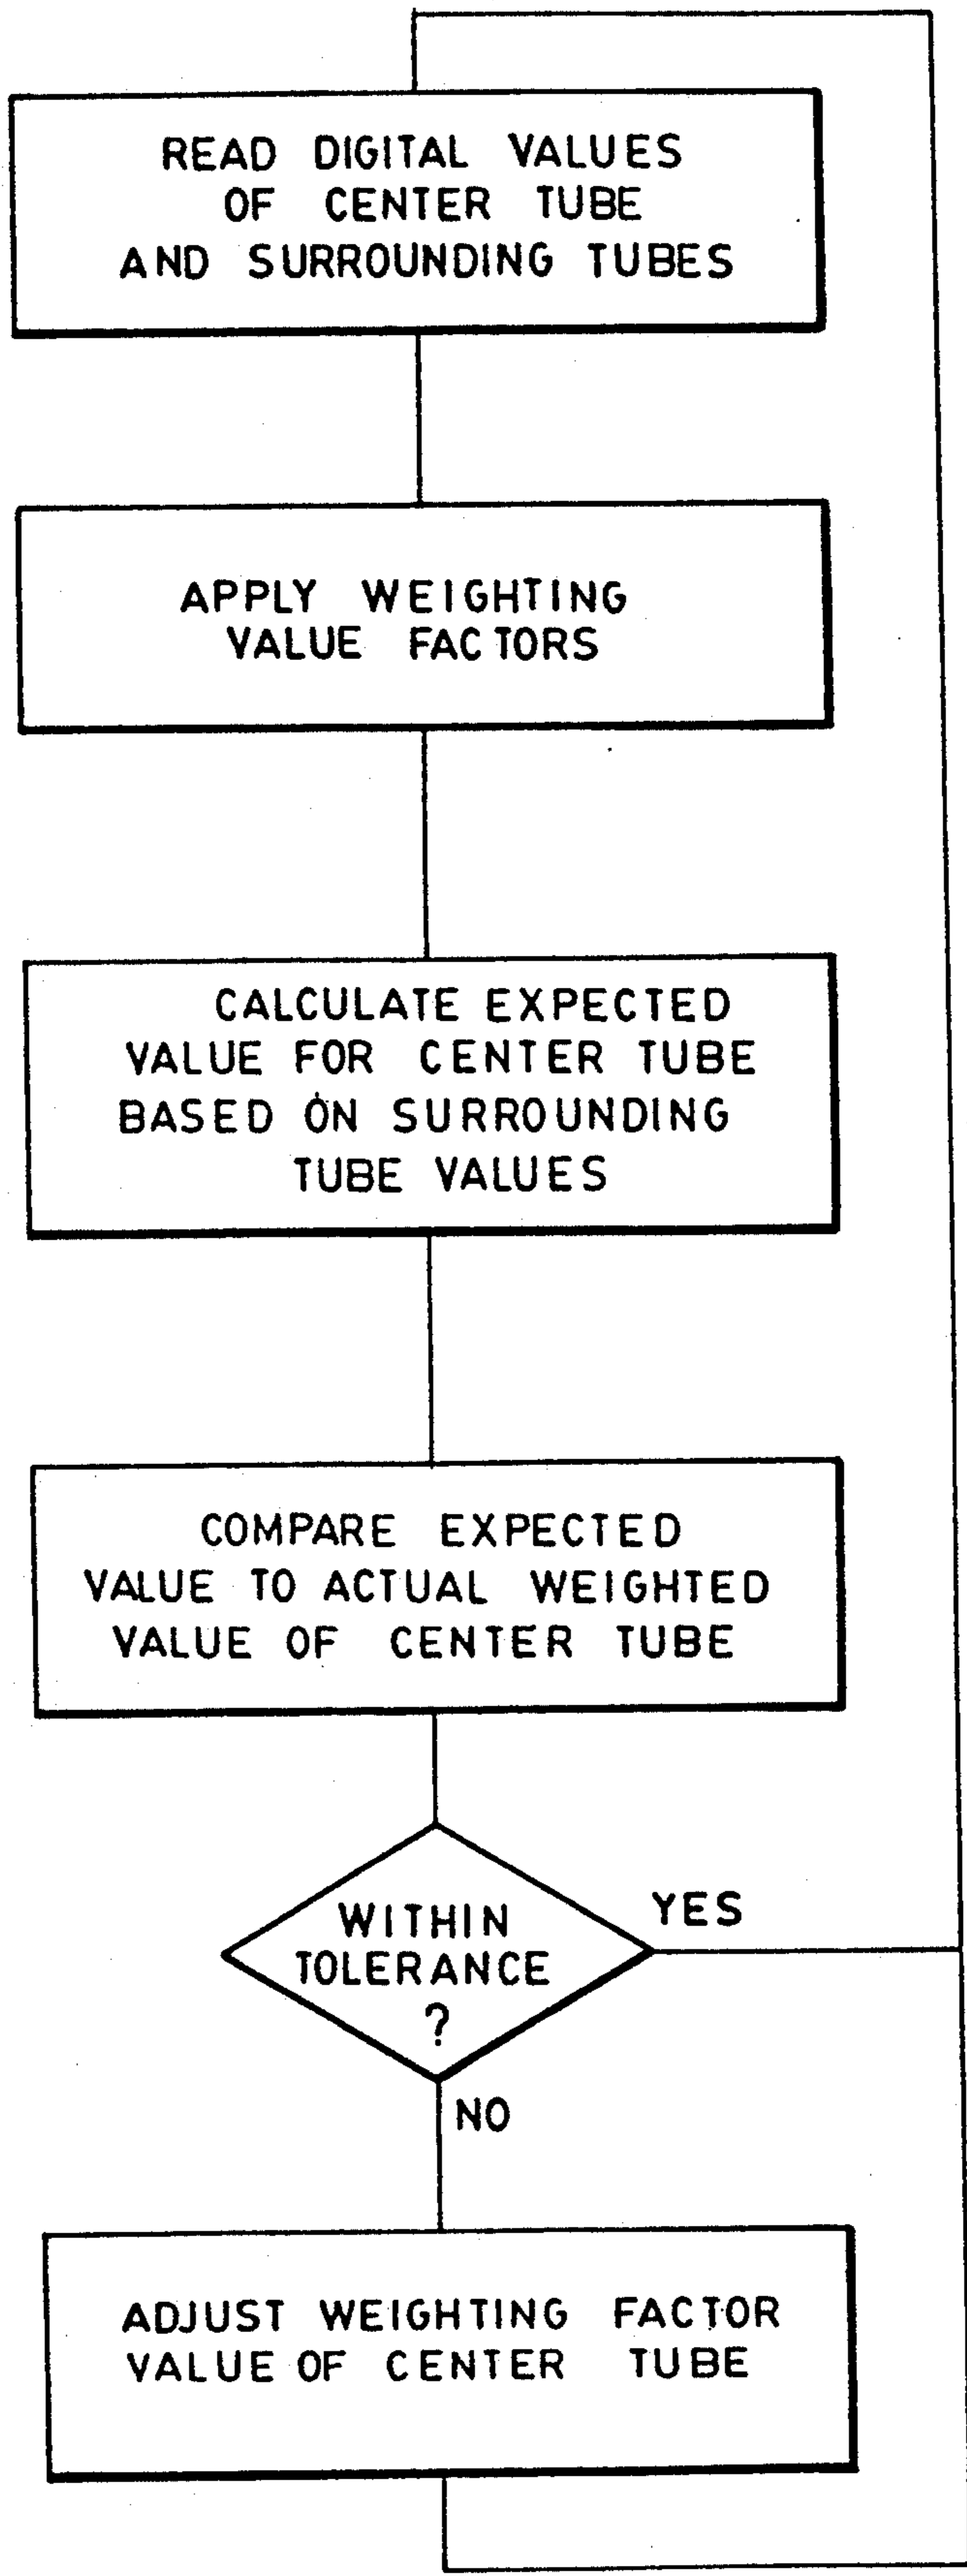 READ DIGITAL VALUES
OF CENTER TUBE
AND SURROUNDING TUBES
APPLY WEIGHTING
VALUE FACTORS
CALCULATE EXPECTED
VALUE FOR CENTER TUBE
BASED ON SURROUNDING
TUBE VALUES
COMPARE EXPECTED
VALUE TO ACTUAL WEIGHTED
VALUE OF CENTER TUBE
WITHIN
TOLERANCE
?
YES
NO
ADJUST WEIGHTING FACTOR
VALUE OF CENTER TUBE